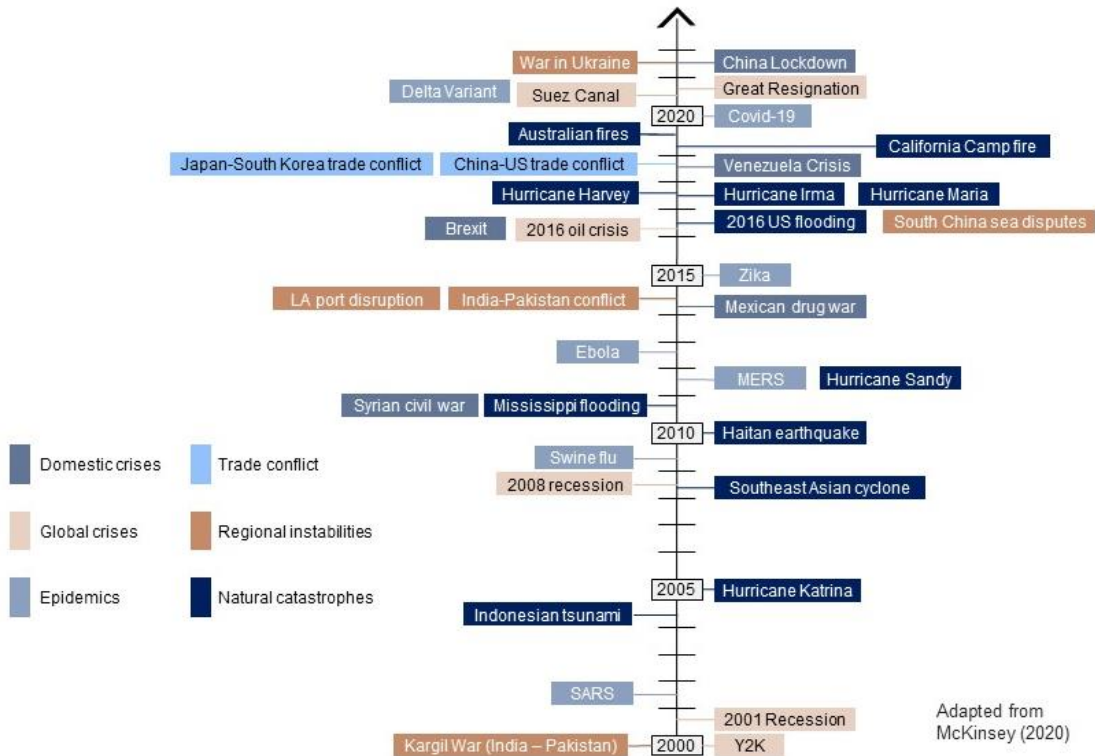 War in Ukraine
China Lockdown
Delta Variant
Suez Canal
Great Resignation
2020
Covid-19
Australian fires
California Camp fire
Japan-South Korea trade conflict
China-US trade conflict
Venezuela Crisis
Hurricane Harvey
Hurricane Irma
Hurricane Maria
Brexit
2016 oil crisis
2016 US flooding
South China sea disputes
2015
Zika
LA port disruption
India-Pakistan conflict
Mexican drug war
Ebola
MERS
Hurricane Sandy
Syrian civil war
Mississippi flooding
2010
Haitan earthquake
Swine flu
2008 recession
Southeast Asian cyclone
Domestic crises
Trade conflict
Global crises
Regional instabilities
Epidemics
Natural catastrophes
2005
Hurricane Katrina
Indonesian tsunami
SARS
2001 Recession
Kargil War (India – Pakistan)
2000
Y2K
Adapted from
McKinsey (2020)